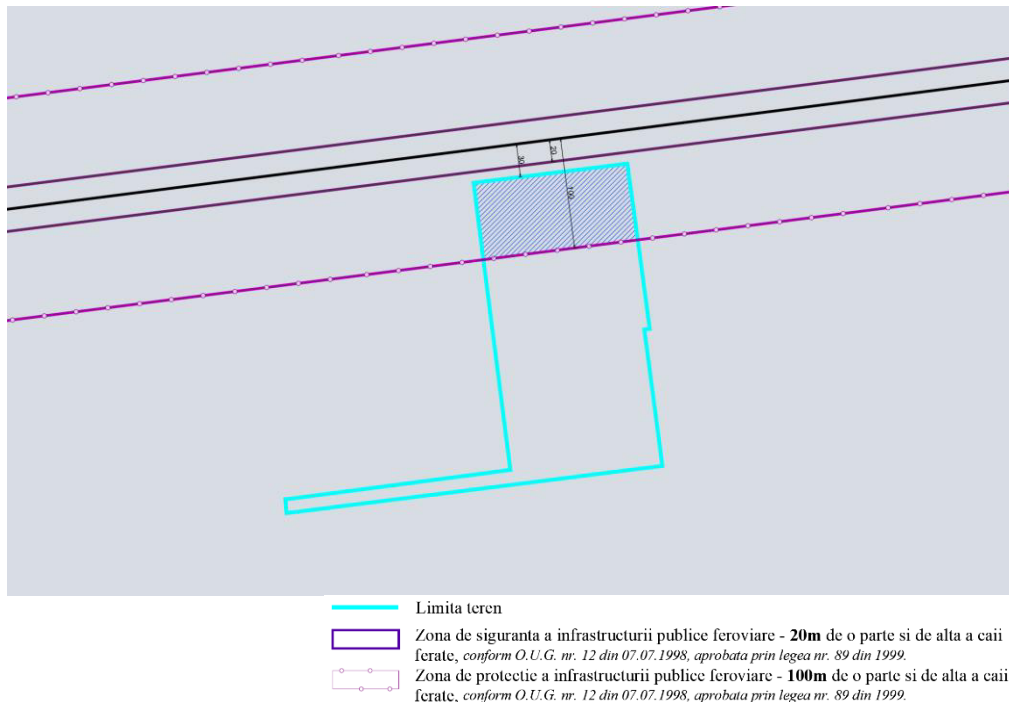 30
20
100
Limita teren
Zona de siguranta a infrastructurii publice feroviare - 20m de o parte si de alta a caii
ferate, conform O.U.G. nr. 12 din 07.07.1998, aprobata prin legea nr. 89 din 1999.
Zona de protectie a infrastructurii publice feroviare - 100m de o parte si de alta a caii
ferate, conform O.U.G. nr. 12 din 07.07.1998, aprobata prin legea nr. 89 din 1999.